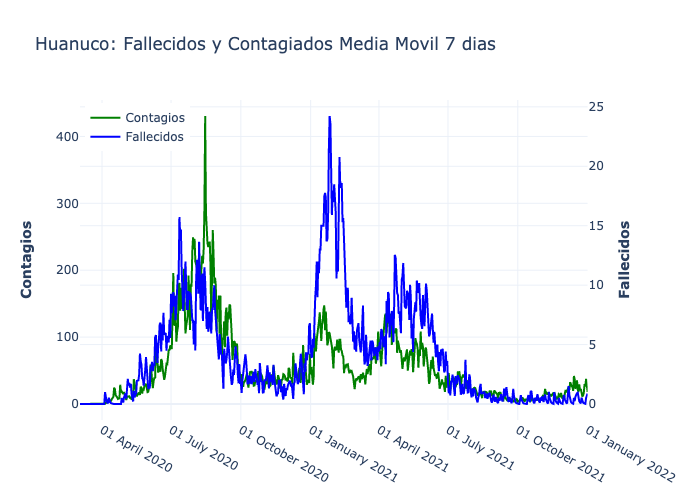 Huanuco: Fallecidos y Contagiados Media Movil 7 dias
Contagios
Fallecidos
400
300
200
100
0
25
20
15
10
5
0
Contagios
Fallecidos
01 April 2020
01 July 2020
01 October 2020
01 January 2021
01 April 2021
01 July 2021
01 October 2021
01 January 2022